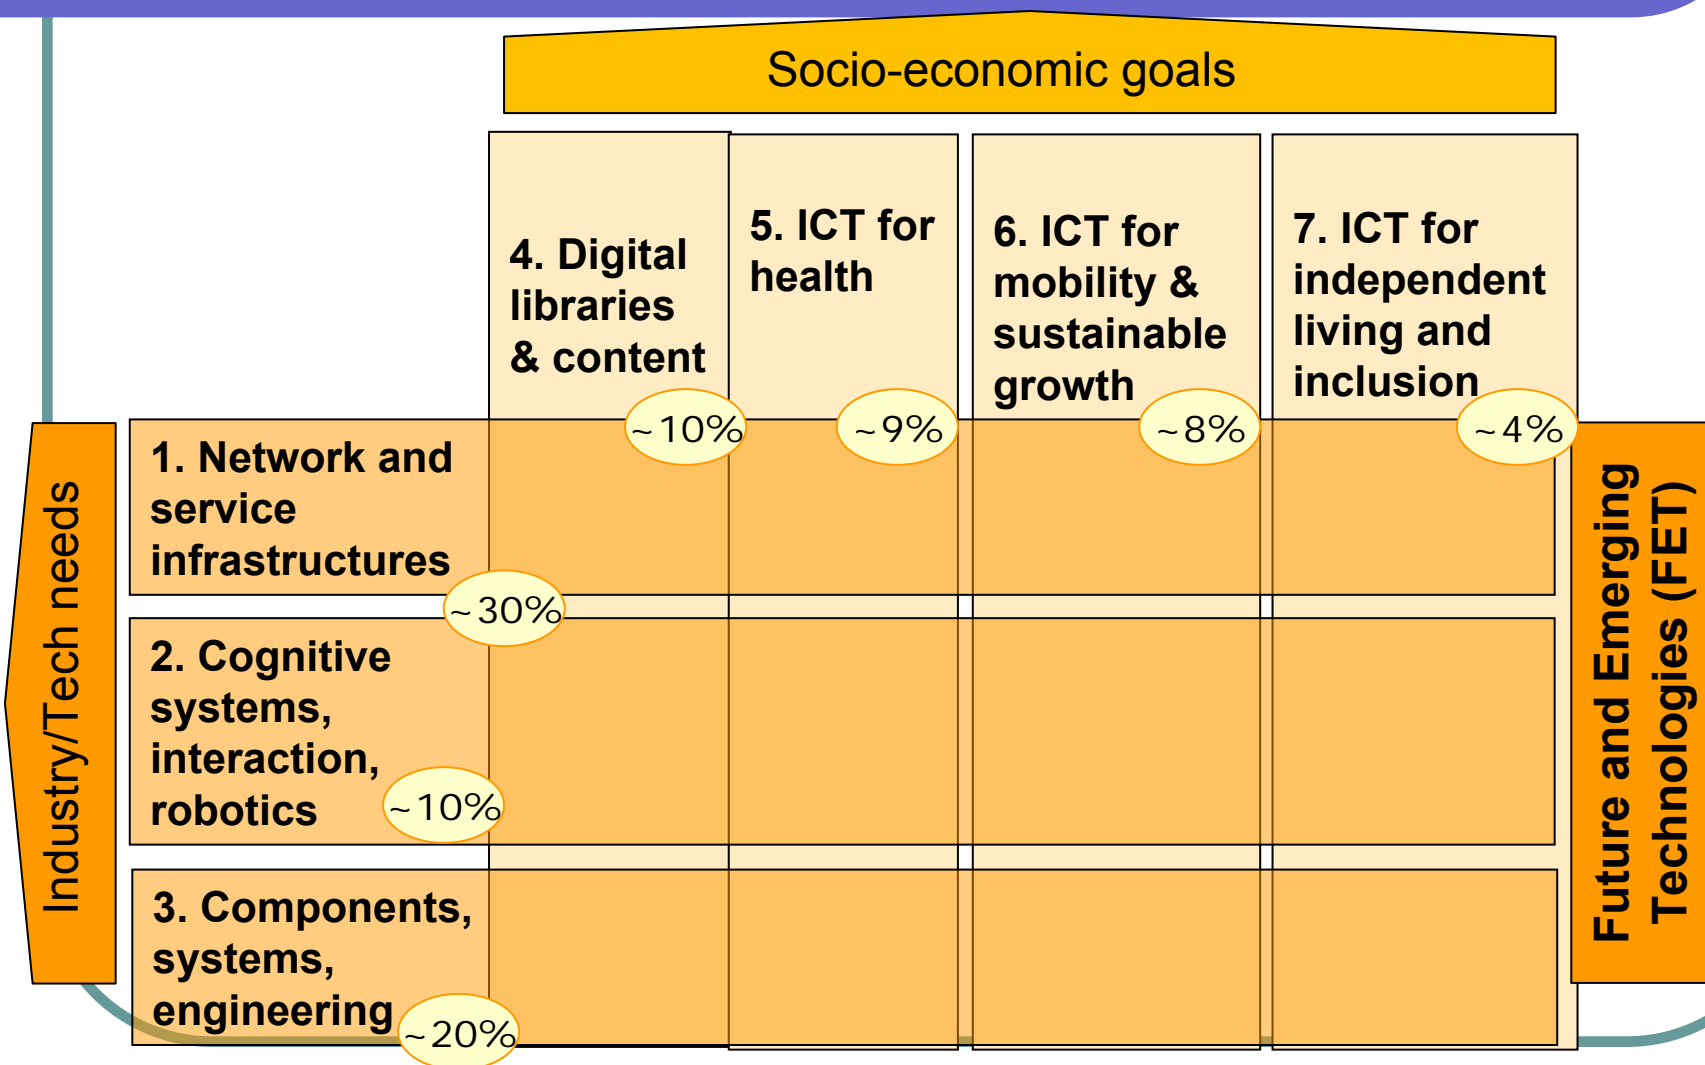 Socio-economic goals
4. Digital
libraries
& content
~10%
5. ICT for
health
~9%
6. ICT for
mobility &
sustainable
growth
~8%
7. ICT for
independent
living and
inclusion
~4%
Industry/Tech needs
1. Network and
service
infrastructures
~30%
2. Cognitive
systems,
interaction,
robotics
~10%
3. Components,
systems,
engineering
~20%
Future and Emerging
Technologies (FET)